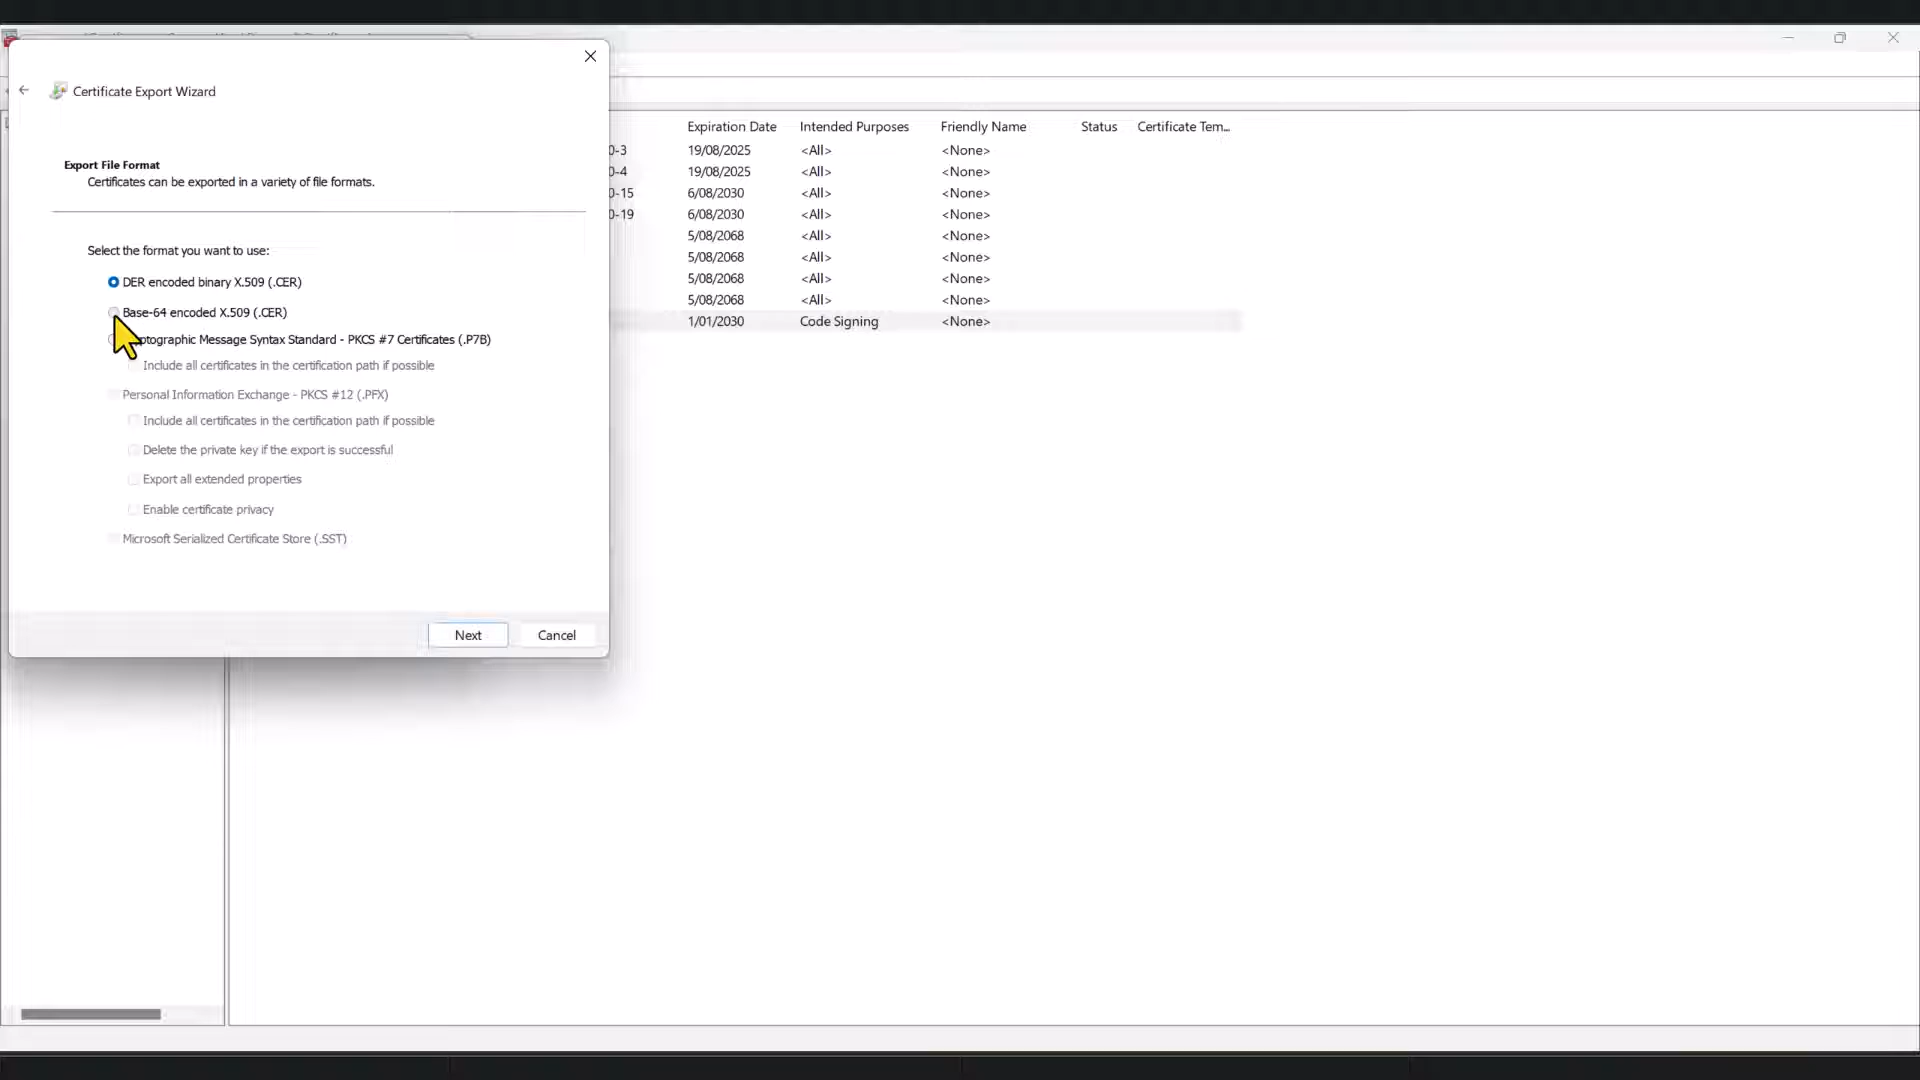 Certificate Export Wizard
Export File Format
Certificates can be exported in a variety of file formats.
Select the format you want to use:
DER encoded binary X.509 (.CER)
Base-64 encoded X.509 (.CER)
ptographic Message Syntax Standard - PKCS #7 Certificates (.P7B)
Include all certificates in the certification path if possible
Personal Information Exchange - PKCS #12 (.PFX)
Include all certificates in the certification path if possible
Delete the private key if the export is successful
Export all extended properties
Enable certificate privacy
Microsoft Serialized Certificate Store (.SST)
Next Cancel
Expiration Date Intended Purposes Friendly Name Status Certificate Tem...
0-3 19/08/2025 <All> <None>
0-4 19/08/2025 <All> <None>
0-15 6/08/2030 <All> <None>
0-19 6/08/2030 <All> <None>
5/08/2068 <All> <None>
5/08/2068 <All> <None>
5/08/2068 <All> <None>
5/08/2068 <All> <None>
1/01/2030 Code Signing <None>